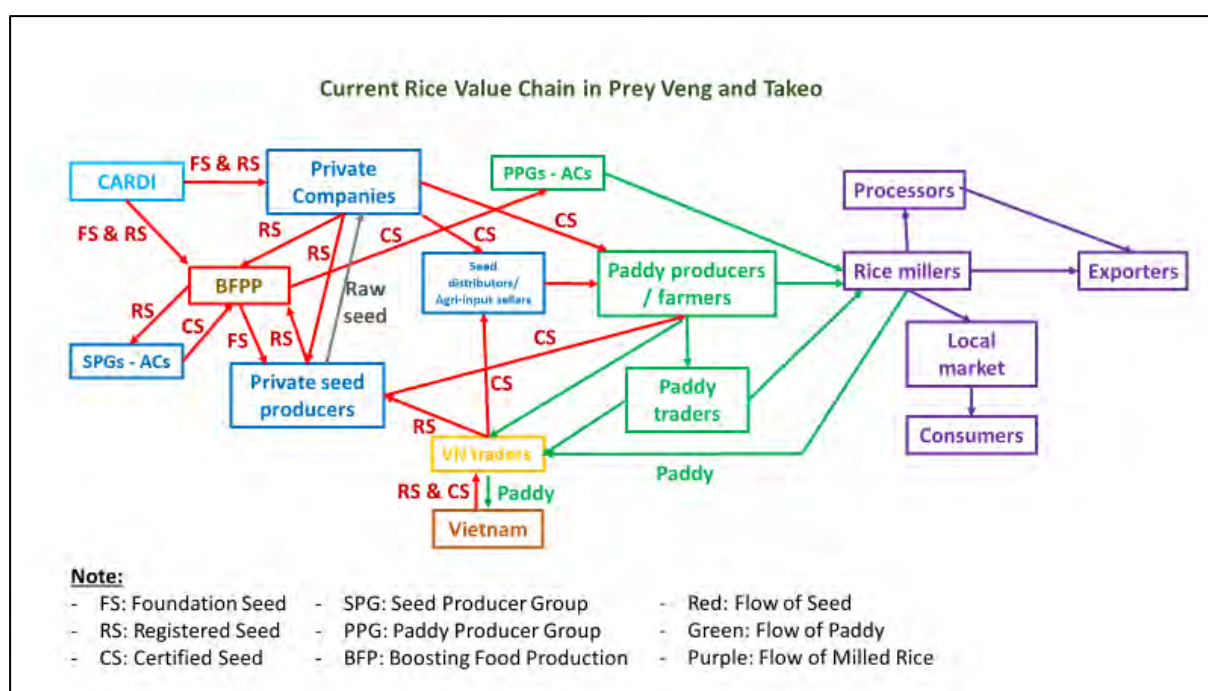 Current Rice Value Chain in Prey Veng and Takeo
CARDI
FS & RS
Private
Companies
PPGs - ACs
Processors
FS & RS
RS
RS
CS
CS
CS
BFPP
Raw
seed
Seed
distributors/
Agri-input sellers
Paddy producers
/ farmers
Rice millers
Exporters
RS
CS
FS
RS
SPGs - ACs
Private seed
producers
CS
CS
RS
Paddy
traders
Local
market
Consumers
VN traders
RS & CS
Paddy
Paddy
Vietnam
Note:
- FS: Foundation Seed
- RS: Registered Seed
- CS: Certified Seed
- SPG: Seed Producer Group
- PPG: Paddy Producer Group
- BFP: Boosting Food Production
- Red: Flow of Seed
- Green: Flow of Paddy
- Purple: Flow of Milled Rice